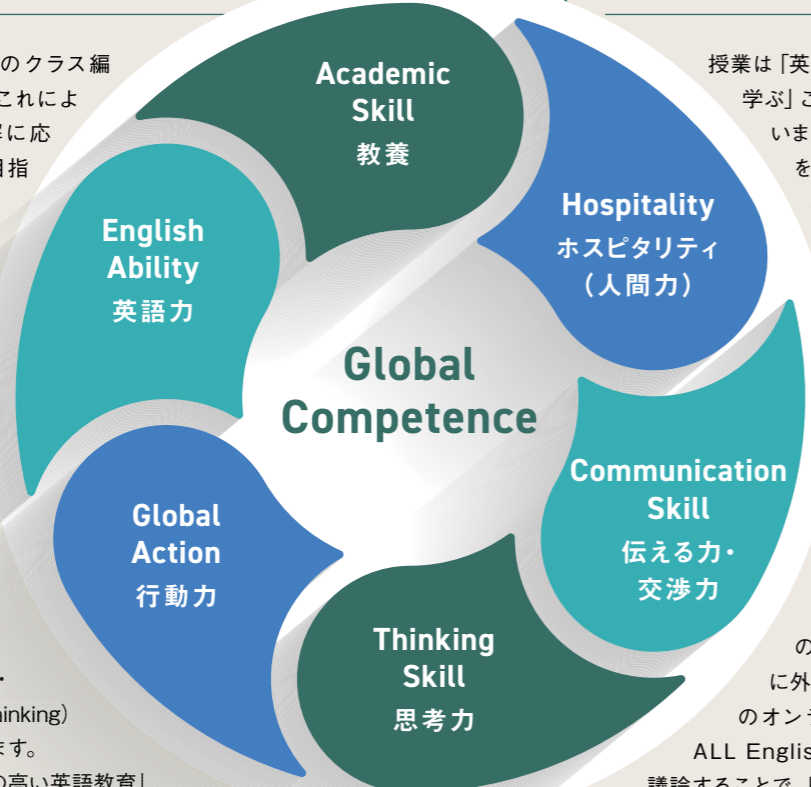 のクラス編
これによ
に応
指
授業は「英
学ぶ」こ
いま
を
Academic
Skill
教養
Hospitality
ホスピタリティ
（人間力）
English
Ability
英語力
Global
Competence
Communication
Skill
伝える力・
交渉力
Global
Action
行動力
Thinking
Skill
思考力
・
inking)
ます。
の高い英語教育」
の
に外
のオンラ
ALL Englis
議論することで、